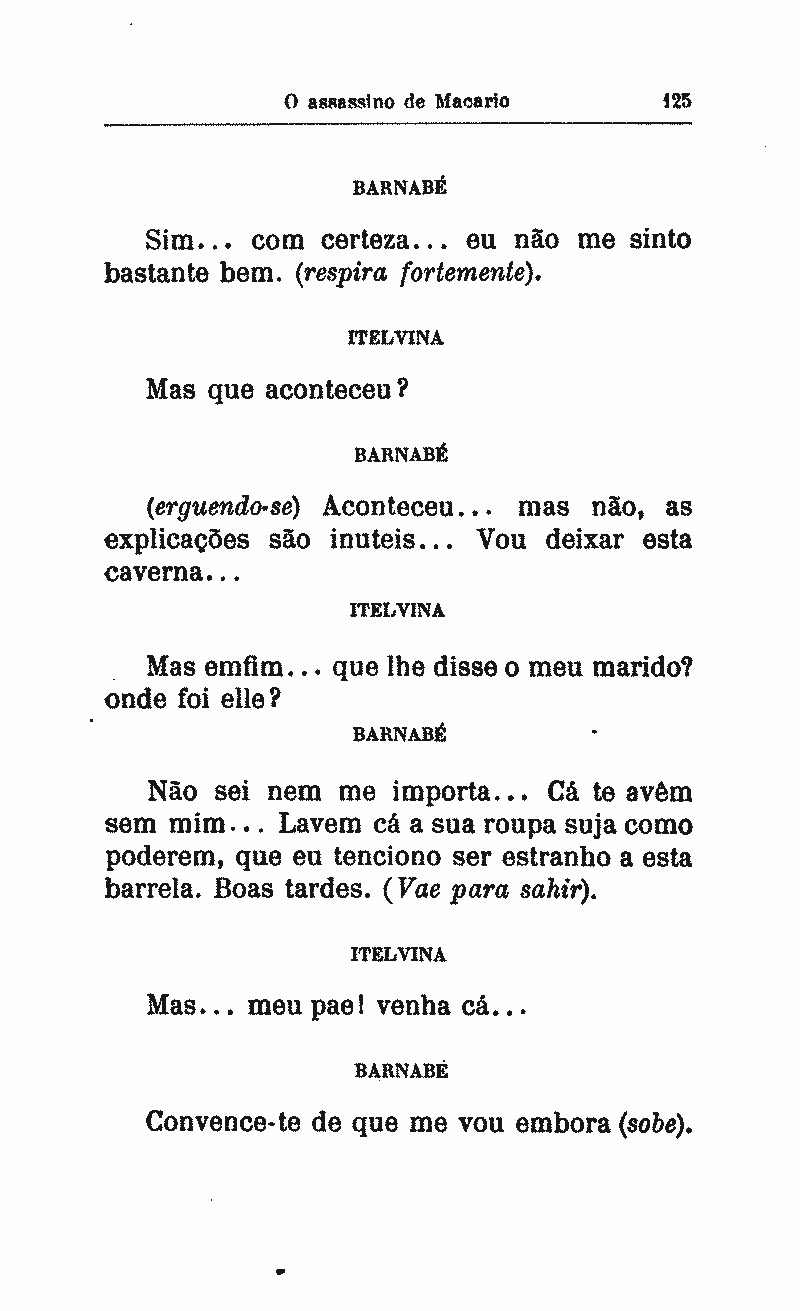 O assassino de Macario 125
BARNABÉ
Sim... com certeza... eu não me sinto
bastante bem. (respira fortemente).
ITELVINA
Mas que aconteceu?
BARNABÉ
(erguendo-se) Aconteceu... mas não, as
explicações são inuteis... Vou deixar esta
caverna...
ITELVINA
Mas emfim... que lhe disse o meu marido?
onde foi elle?
BARNABÉ
Não sei nem me importa... Cá te avêm
sem mim... Lavem cá a sua roupa suja como
poderem, que eu tenciono ser estranho a esta
barrela. Boas tardes. (Vae para sahir).
ITELVINA
Mas... meu pae! venha cá...
BARNABÉ
Convence-te de que me vou embora (sobe).